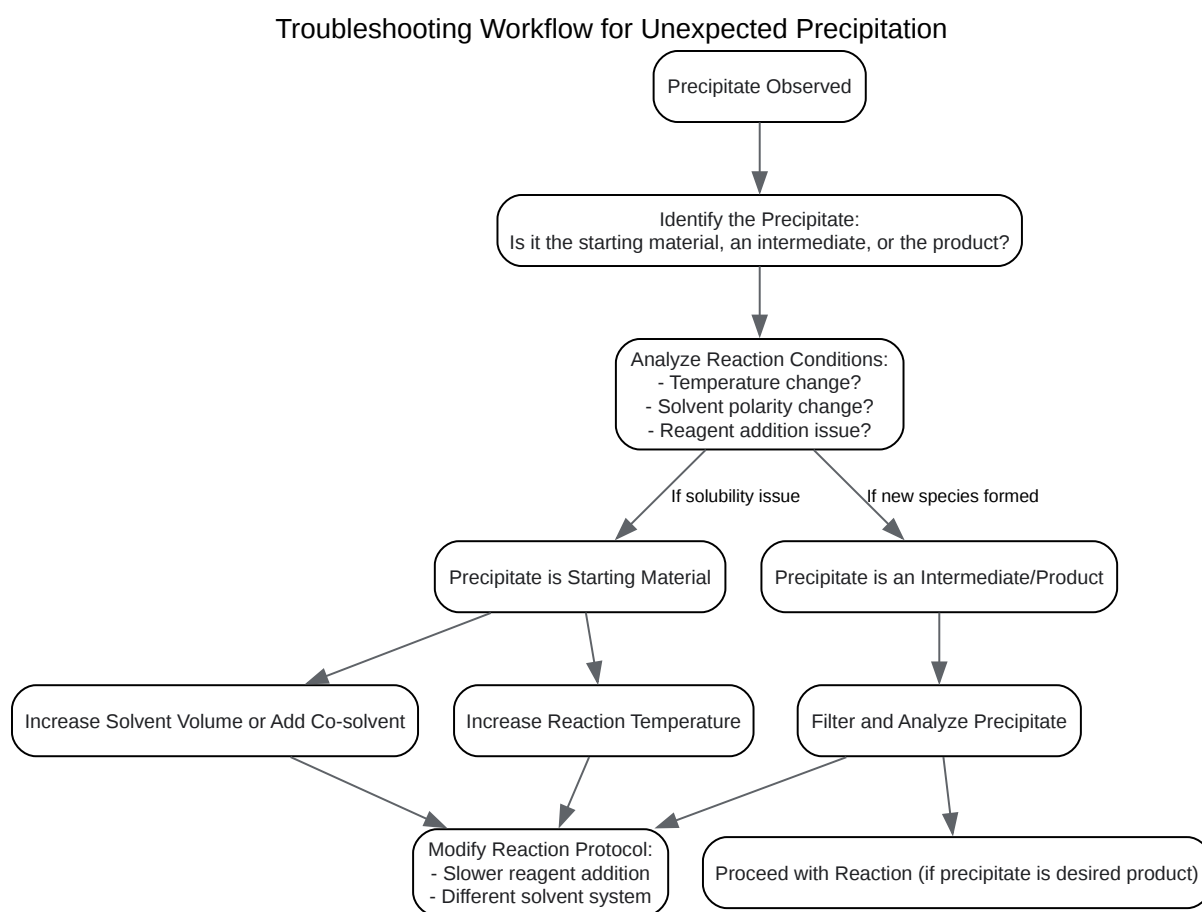 Troubleshooting Workflow for Unexpected Precipitation
Precipitate Observed
Identify the Precipitate:
Is it the starting material, an intermediate, or the product?
Analyze Reaction Conditions:
- Temperature change?
- Solvent polarity change?
- Reagent addition issue?
If solubility issue
If new species formed
Precipitate is Starting Material
Precipitate is an Intermediate/Product
Increase Solvent Volume or Add Co-solvent
Increase Reaction Temperature
Filter and Analyze Precipitate
Modify Reaction Protocol:
- Slower reagent addition
- Different solvent system
Proceed with Reaction (if precipitate is desired product)